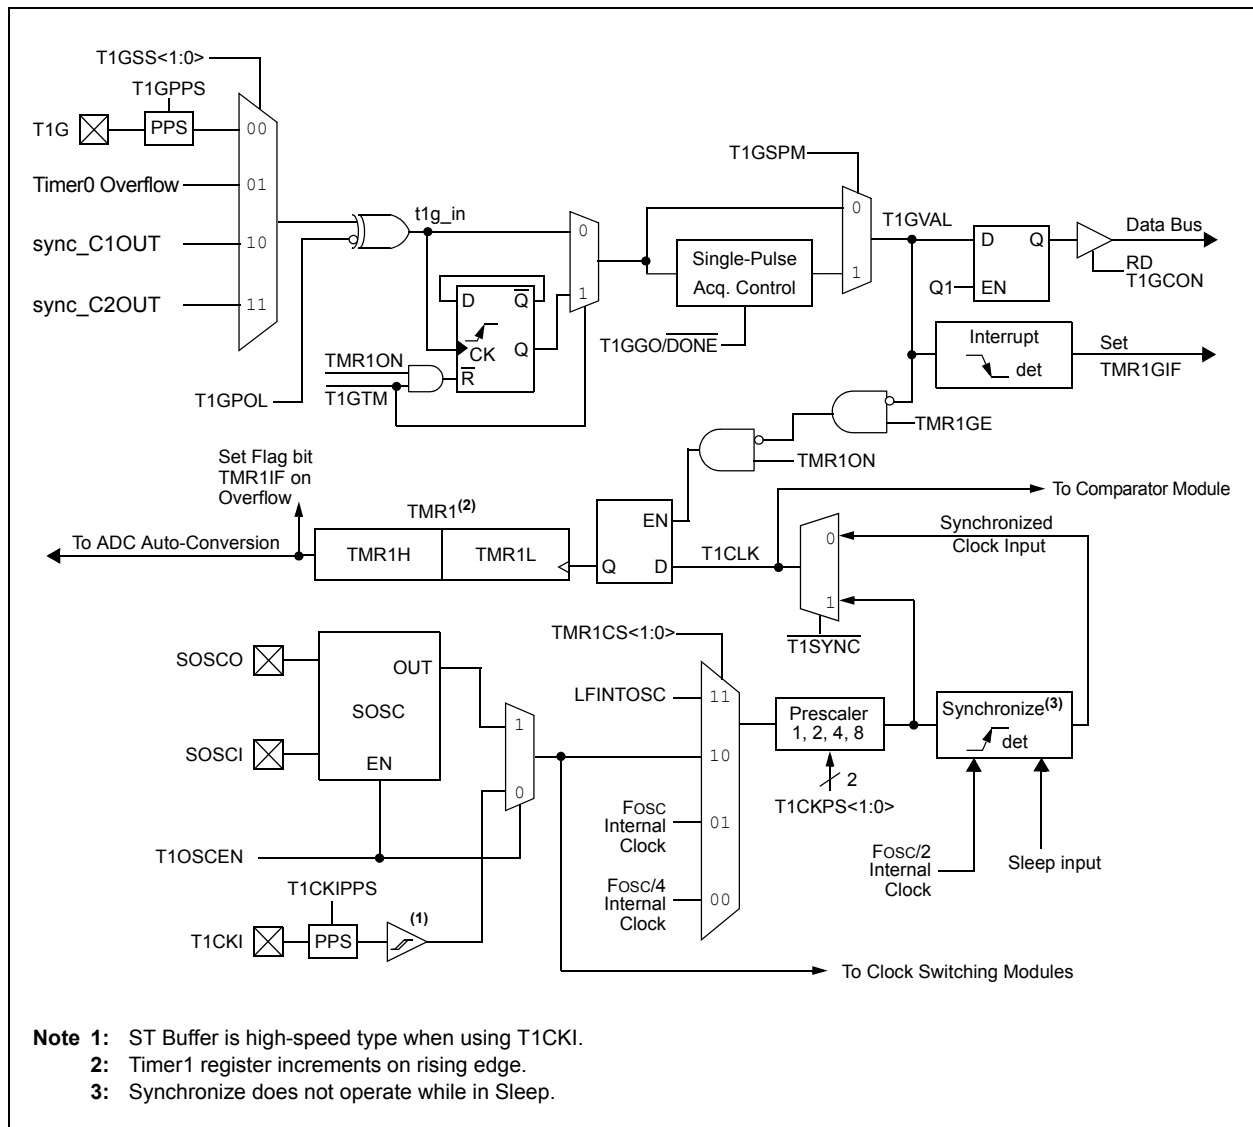 T1GSS<1:0>
T1GPPS
T1G
PPS
00
Timer0 Overflow
01
sync_C1OUT
10
sync_C2OUT
11
T1GPOL
t1g_in
D
Q
CK
Q
R
TMR1ON
T1GTM
0
1
T1GSPM
Single-Pulse
Acq. Control
T1GGO/DONE
0
1
T1GVAL
D
Q
Q1
EN
Data Bus
RD
T1GCON
Interrupt
det
Set
TMR1GIF
TMR1GE
TMR1ON
Set Flag bit
TMR1IF on
Overflow
To ADC Auto-Conversion
TMR1(2)
TMR1H
TMR1L
EN
Q
D
T1CLK
To Comparator Module
Synchronized
Clock Input
0
1
T1SYNC
SOSCO
SOSCI
OUT
SOSC
EN
T1OSCEN
1
0
T1CKIPPS
T1CKI
PPS
(1)
TMR1CS<1:0>
LFINTOSC
11
10
FOSC
Internal
Clock
01
FOSC/4
Internal
Clock
00
Prescaler
1, 2, 4, 8
2
T1CKPS<1:0>
Synchronize(3)
det
FOSC/2
Internal
Clock
Sleep input
To Clock Switching Modules
Note 1: ST Buffer is high-speed type when using T1CKI.
2: Timer1 register increments on rising edge.
3: Synchronize does not operate while in Sleep.